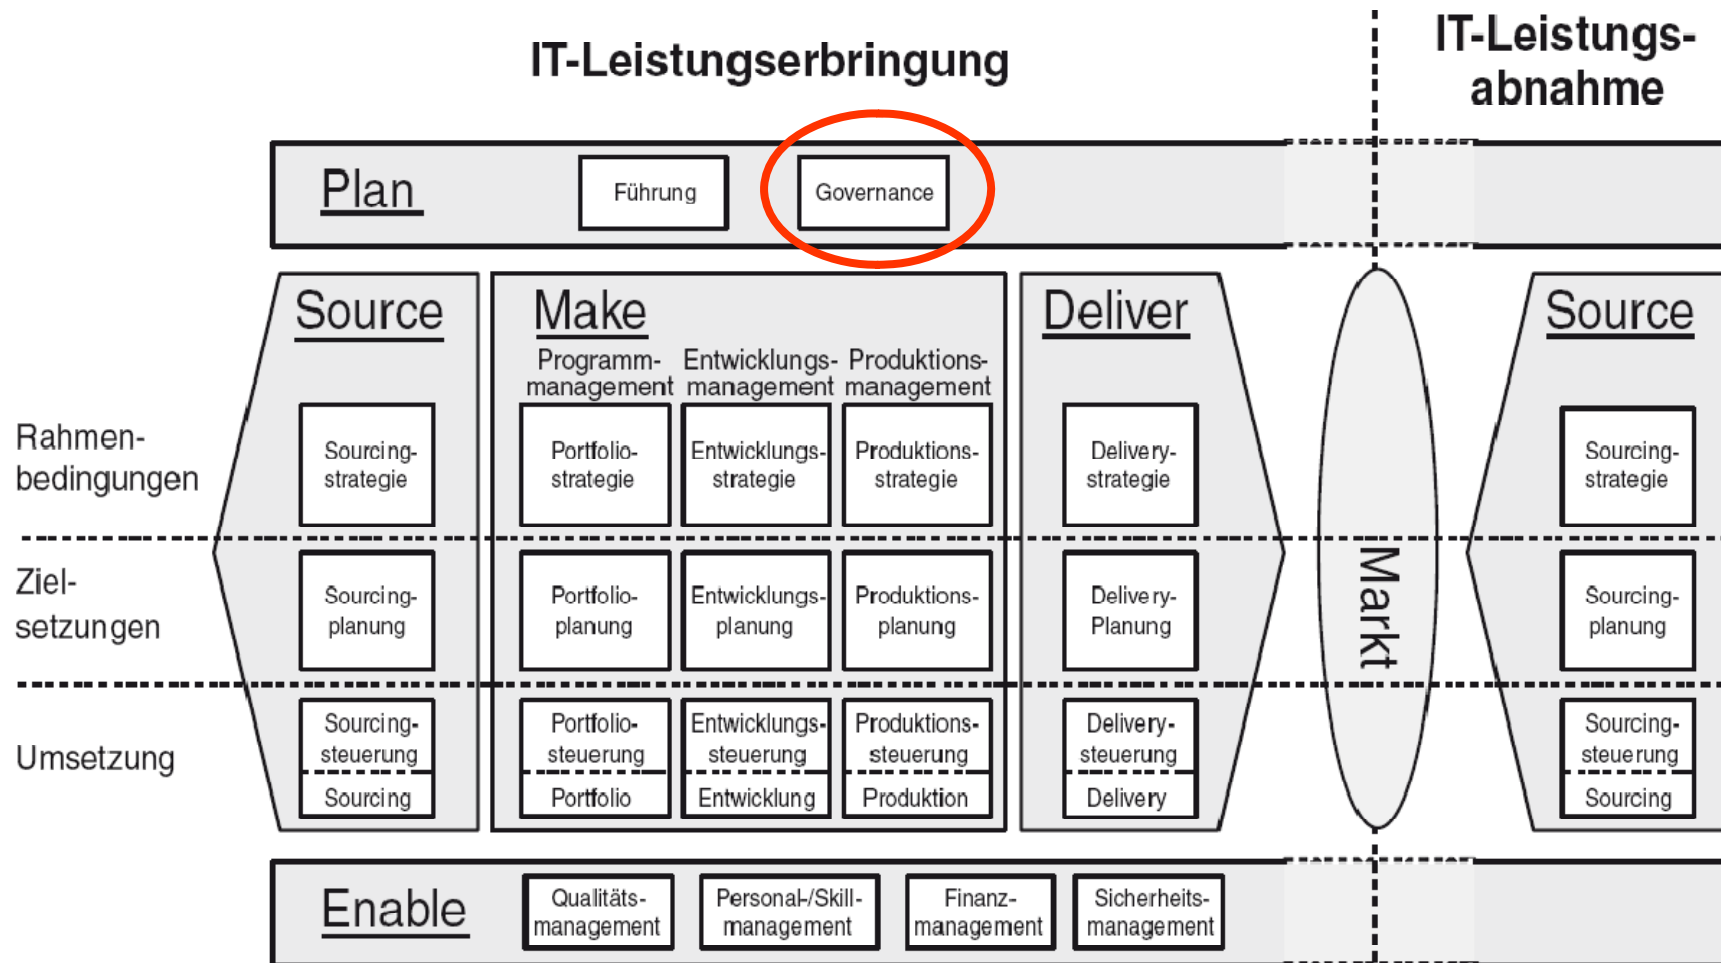 IT-Leistungserbringung
IT-Leistungs-
abnahme
Plan
Führung
Governance
Source
Make
Deliver
Source
Programm-
management
Entwicklungs-
management
Produktions-
management
Rahmen-
bedingungen
Sourcing-
strategie
Portfolio-
strategie
Entwicklungs-
strategie
Produktions-
strategie
Delivery-
strategie
Sourcing-
strategie
Markt
Ziel-
setzungen
Sourcing-
planung
Portfolio-
planung
Entwicklungs-
planung
Produktions-
planung
Delivery-
Planung
Sourcing-
planung
Umsetzung
Sourcing-
steuerung
Sourcing
Portfolio-
steuerung
Portfolio
Entwicklungs-
steuerung
Entwicklung
Produktions-
steuerung
Produktion
Delivery-
steuerung
Delivery
Sourcing-
steuerung
Sourcing
Enable
Qualitäts-
management
Personal-/Skill-
management
Finanz-
management
Sicherheits-
management